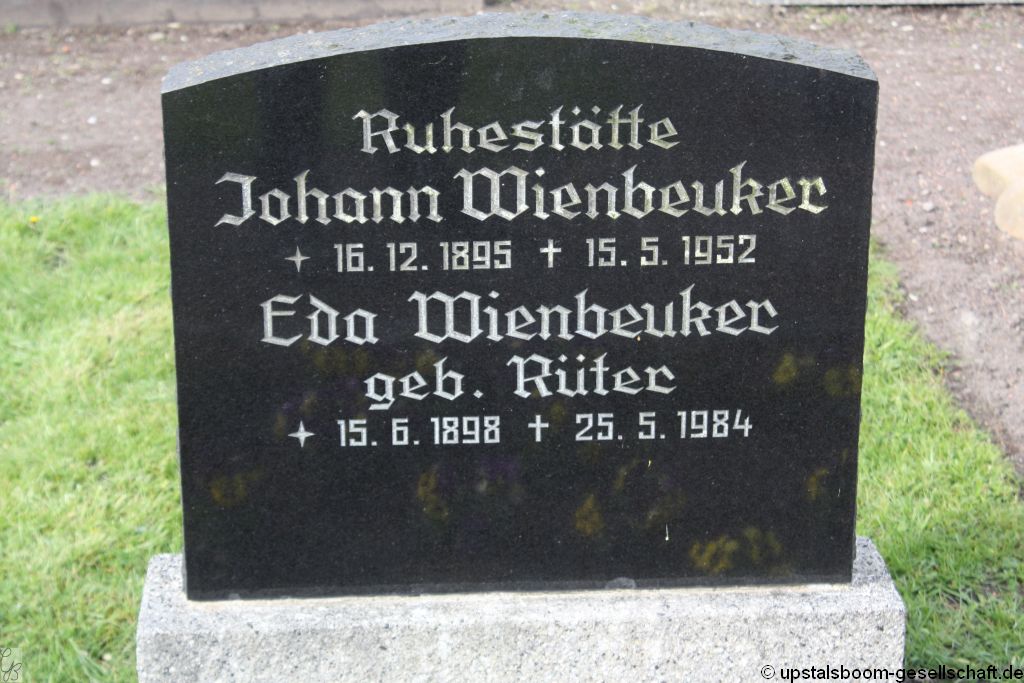 Ruhestätte
Johann Wienbeuker
✦ 16. 12. 1895 ✝ 15. 5. 1952
Eda Wienbeuker
geb. Rüter
✦ 15. 6. 1898 ✝ 25. 5. 1984
© upstalsboom-gesellschaft.de